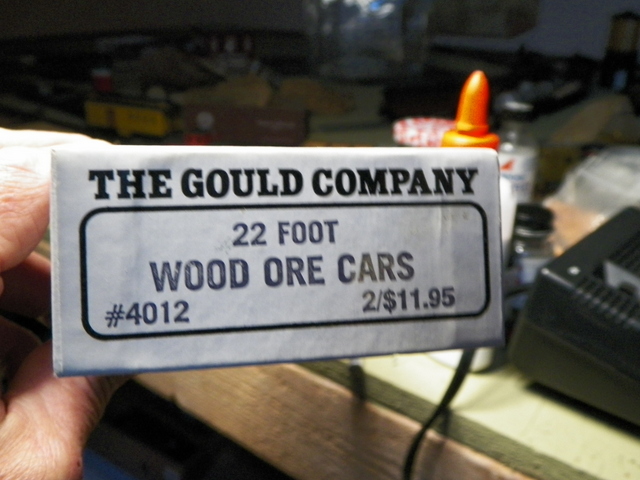 THE GOULD COMPANY
22 FOOT
WOOD ORE CARS
#4012 2/$11.95